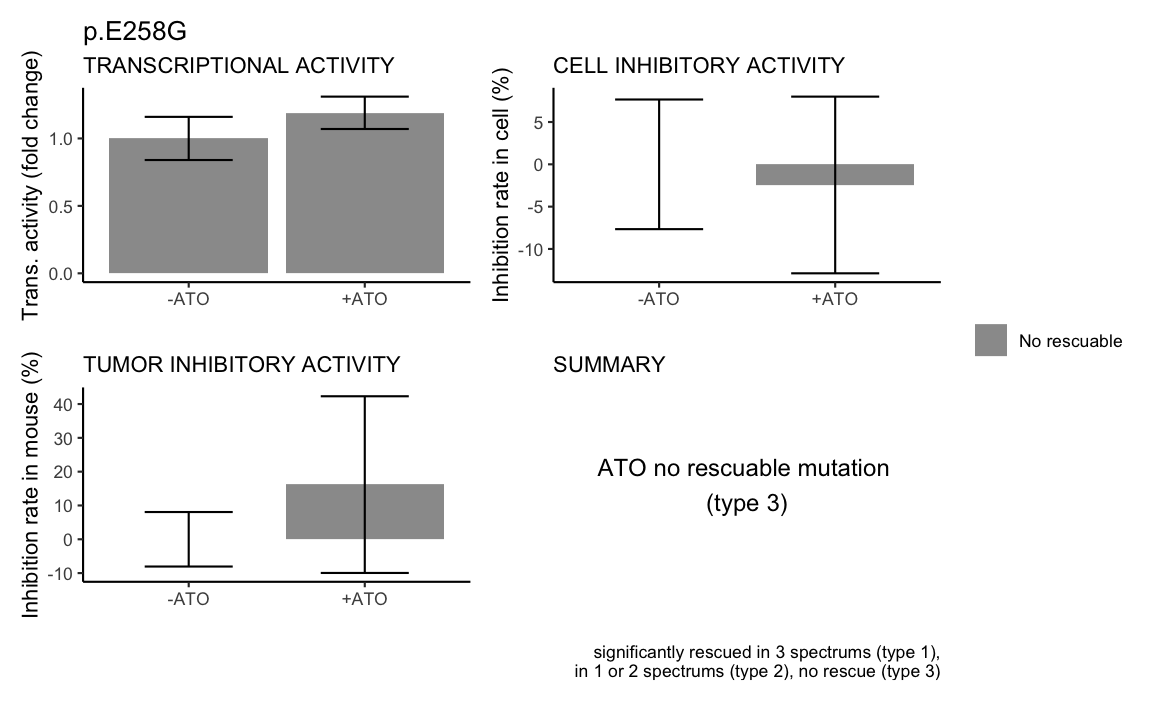 p.E258G
TRANSCRIPTIONAL ACTIVITY
Trans. activity (fold change)
1.0
0.5
0.0
-ATO
+ATO
CELL INHIBITORY ACTIVITY
Inhibition rate in cell (%)
5
0
-5
-10
-ATO
+ATO
No rescuable
TUMOR INHIBITORY ACTIVITY
Inhibition rate in mouse (%)
40
30
20
10
0
-10
-ATO
+ATO
SUMMARY
ATO no rescuable mutation
(type 3)
significantly rescued in 3 spectrums (type 1),
in 1 or 2 spectrums (type 2), no rescue (type 3)